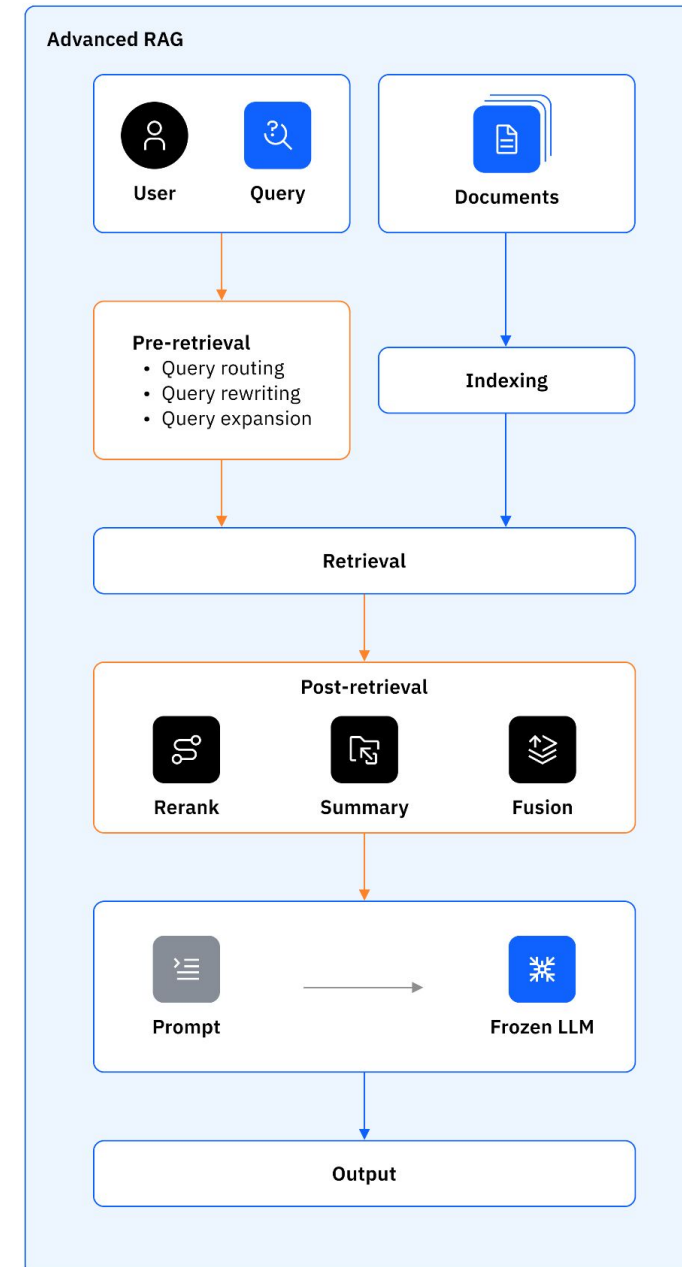 Advanced RAG
User
Query
Documents
Pre-retrieval
• Query routing
• Query rewriting
• Query expansion
Indexing
Retrieval
Post-retrieval
Rerank
Summary
Fusion
Prompt
Frozen LLM
Output